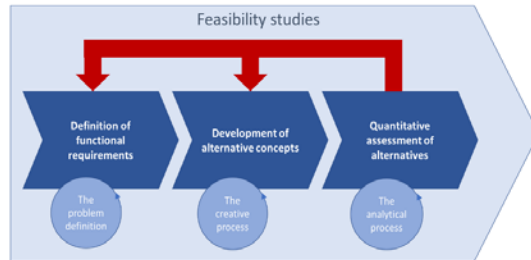 Feasibility studies
Definition of
functional
requirements
Development of
alternative concepts
Quantitative
assessment of
alternatives
The
problem
definition
The
creative
process
The
analytical
process